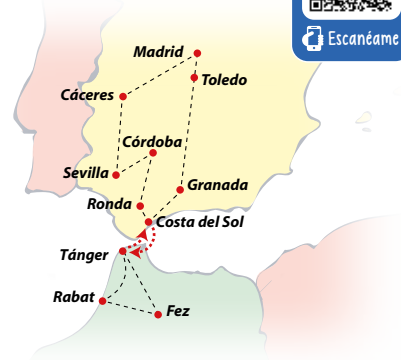 Escanéame
Madrid
Toledo
Cáceres
Córdoba
Sevilla
Granada
Ronda
Costa del Sol
Tánger
Rabat
Fez